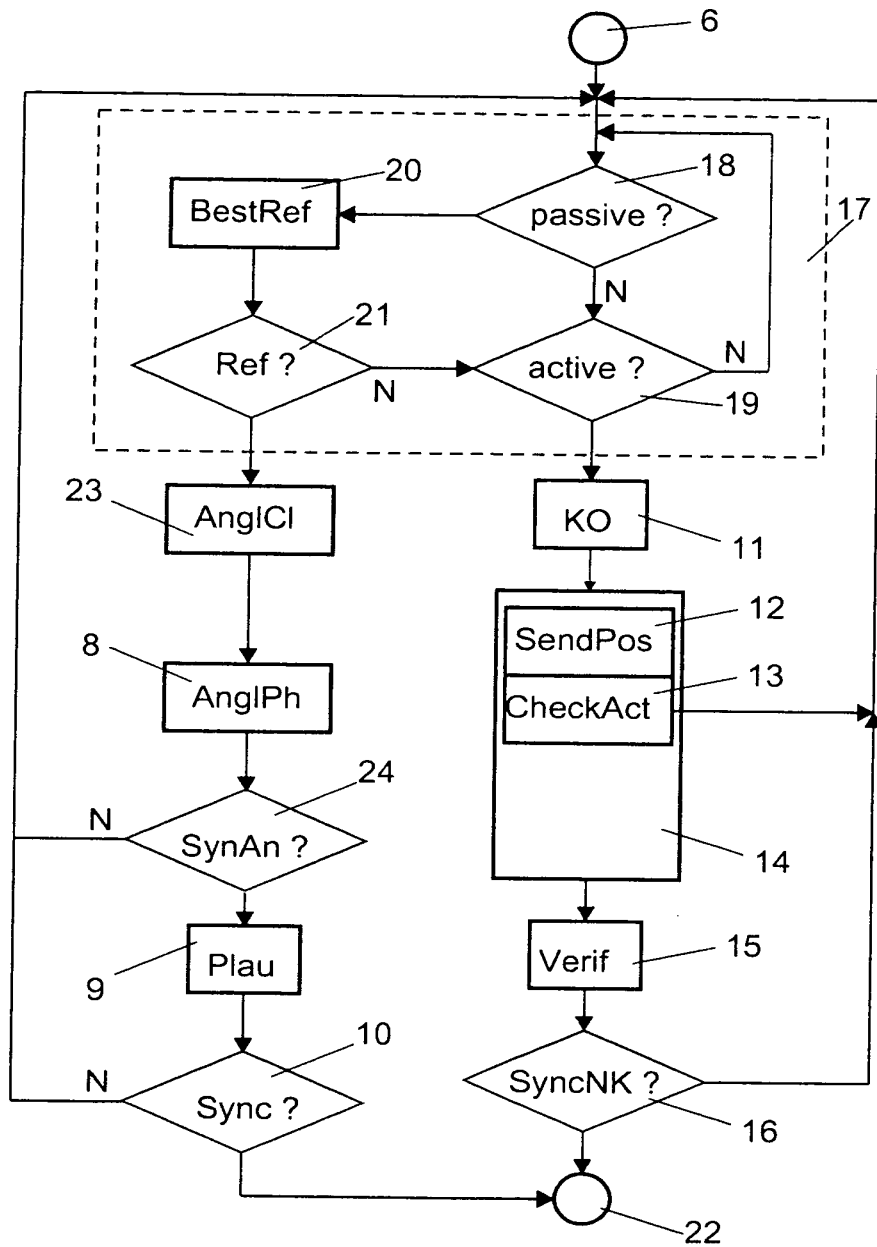 6
20
BestRef
18
passive ?
17
N
21
Ref ?
N
active ?
N
19
23
AnglCl
KO
11
12
SendPos
8
13
AnglPh
CheckAct
24
N
SynAn ?
14
9
Plau
15
Verif
10
N
Sync ?
SyncNK ?
16
22